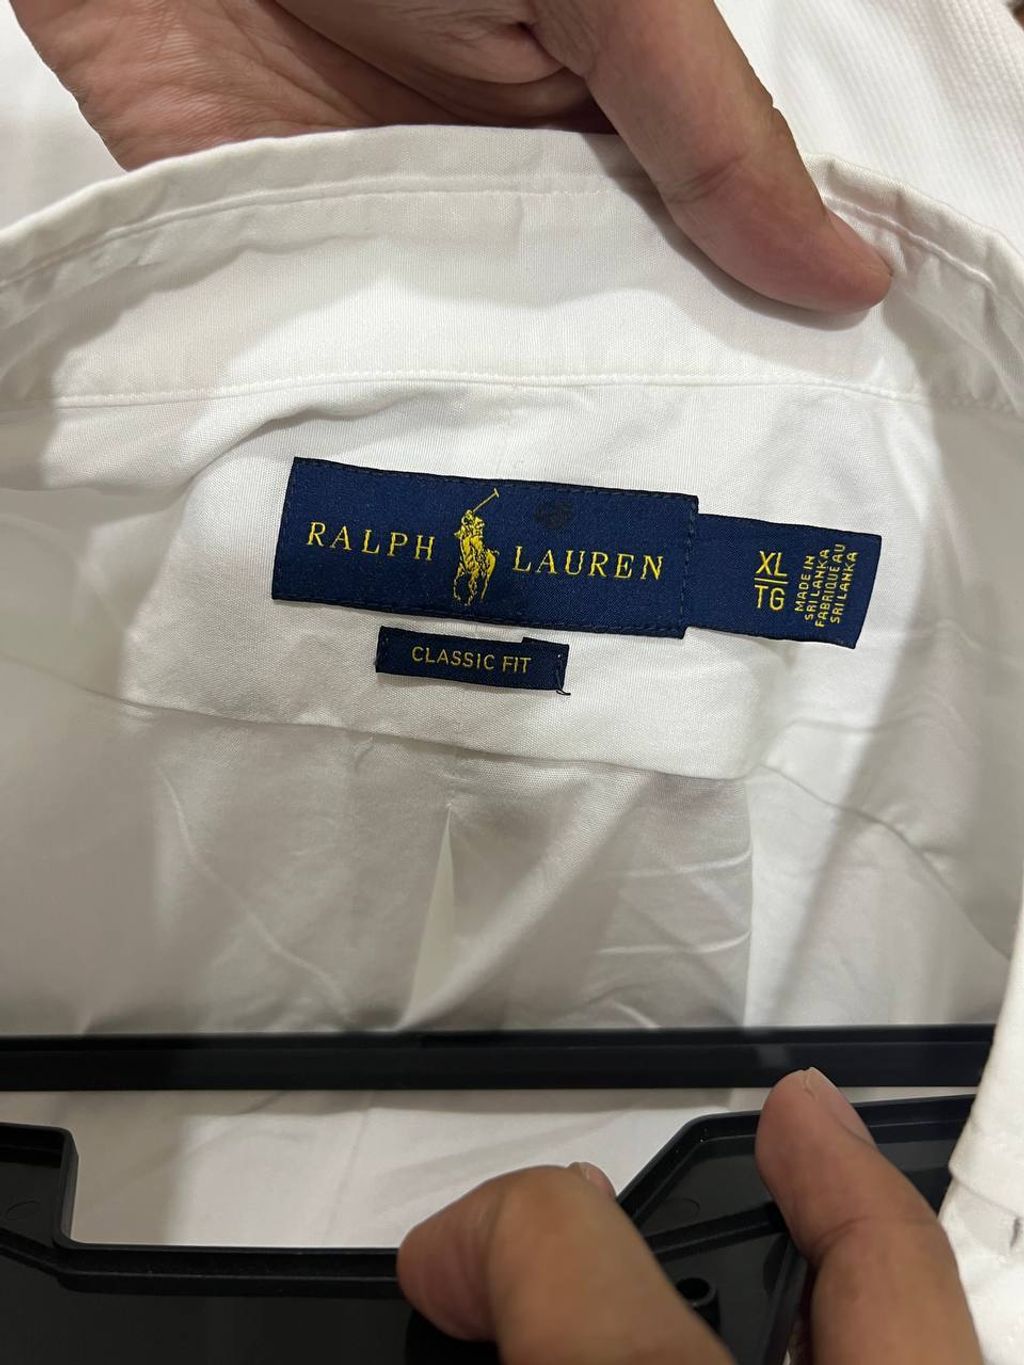 RALPH LAUREN
XL
TG
MADE IN
SRI LANKA
FABRIQUE AU
SRI LANKA
CLASSIC FIT